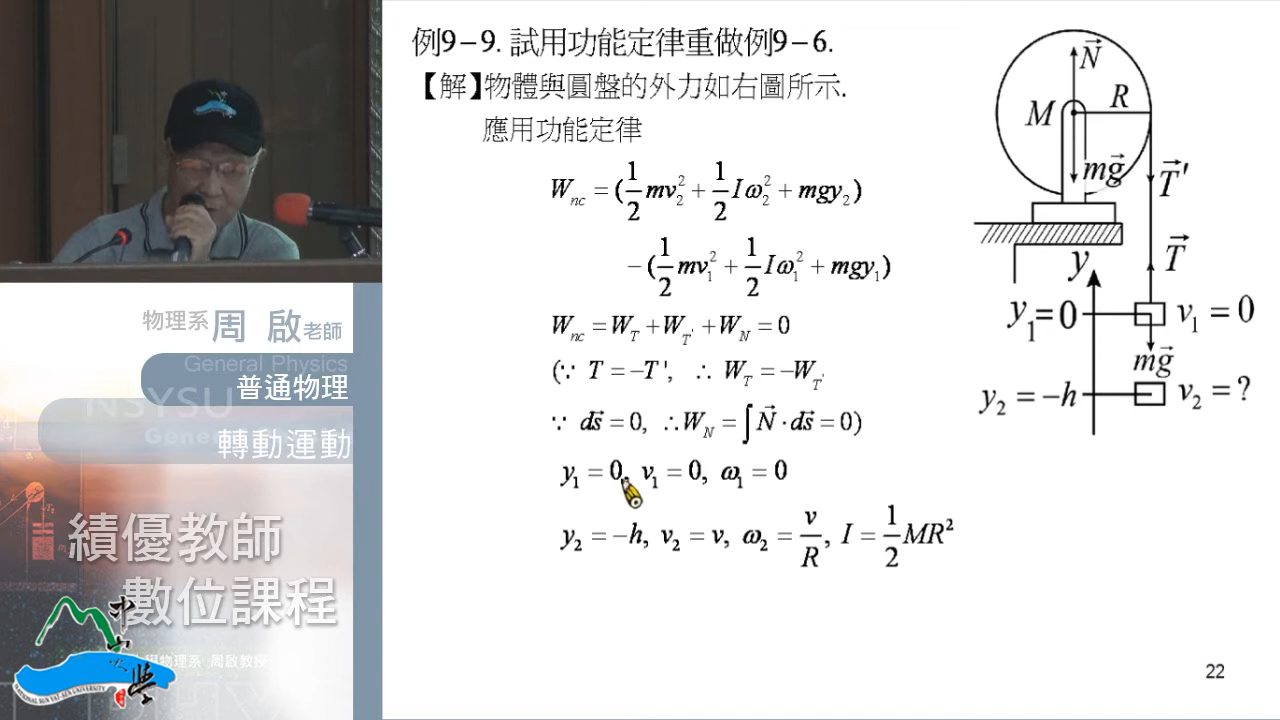 例9-9. 試用功能定律重做例9-6.
【解】物體與圓盤的外力如右圖所示.
應用功能定律
W_nc = (1/2 mv₂² + 1/2 Iω₂² + mgy₂)
- (1/2 mv₁² + 1/2 Iω₁² + mgy₁)
W_nc = W_T + W_T' + W_N = 0
(∵ T = -T', ∴ W_T = -W_T'
∵ ds⃗ = 0, ∴ W_N = ∫ N⃗ · ds⃗ = 0)
y₁ = 0, v₁ = 0, ω₁ = 0
y₂ = -h, v₂ = v, ω₂ = v/R, I = 1/2 MR²
N⃗
M
R
mg⃗
T⃗'
T⃗
y
y₁=0
v₁ = 0
mg⃗
y₂ = -h
v₂ = ?
22
物理系 周 啟 老師
General Physics
普通物理
NSYSU
轉動運動
績優教師
數位課程
物理系 周啟教授
NATIONAL SUN YAT-SEN UNIVERSITY